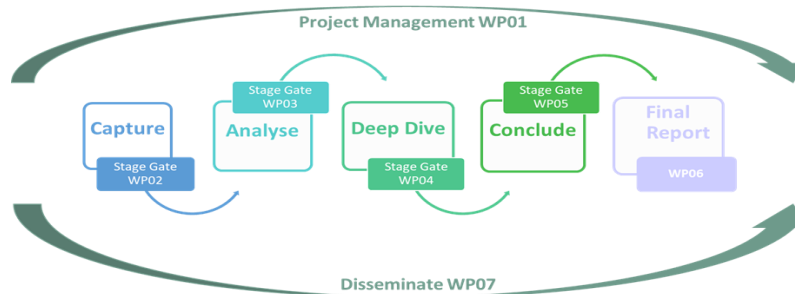 Project Management WP01
Capture
Stage Gate
WP02
Stage Gate
WP03
Analyse
Deep Dive
Stage Gate
WP04
Stage Gate
WP05
Conclude
Final
Report
WP06
Disseminate WP07